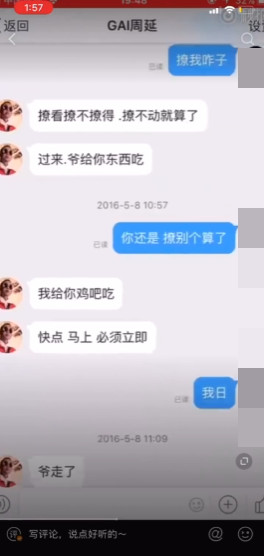 1:57
返回
GAI周延
设
撩我咋子
已读
撩看撩不撩得 .撩不动就算了
过来.爷给你东西吃
2016-5-8 10:57
你还是 撩别个算了
已读
我给你鸡吧吃
快点 马上 必须立即
我日
已读
2016-5-8 11:09
爷走了
写评论，说点好听的~